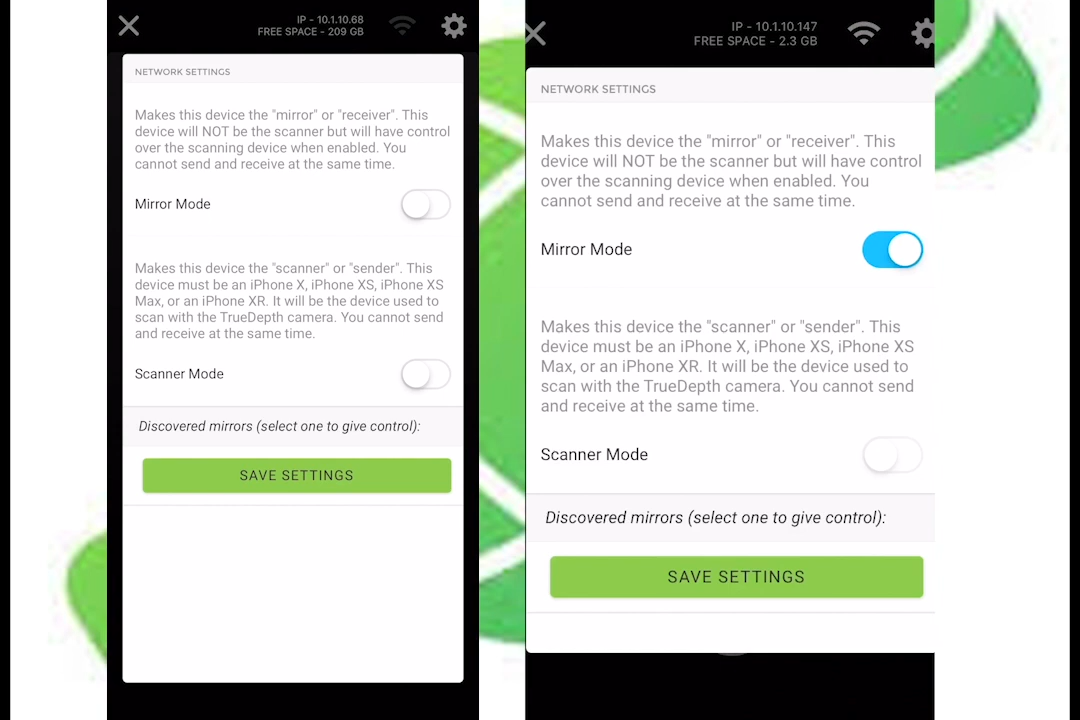 IP - 10.1.10.68
FREE SPACE - 209 GB
NETWORK SETTINGS
Makes this device the "mirror" or "receiver". This
device will NOT be the scanner but will have control
over the scanning device when enabled. You
cannot send and receive at the same time.
Mirror Mode
Makes this device the "scanner" or "sender". This
device must be an iPhone X, iPhone XS, iPhone XS
Max, or an iPhone XR. It will be the device used to
scan with the TrueDepth camera. You cannot send
and receive at the same time.
Scanner Mode
Discovered mirrors (select one to give control):
SAVE SETTINGS
IP - 10.1.10.147
FREE SPACE - 2.3 GB
NETWORK SETTINGS
Makes this device the "mirror" or "receiver". This
device will NOT be the scanner but will have control
over the scanning device when enabled. You
cannot send and receive at the same time.
Mirror Mode
Makes this device the "scanner" or "sender". This
device must be an iPhone X, iPhone XS, iPhone XS
Max, or an iPhone XR. It will be the device used to
scan with the TrueDepth camera. You cannot send
and receive at the same time.
Scanner Mode
Discovered mirrors (select one to give control):
SAVE SETTINGS